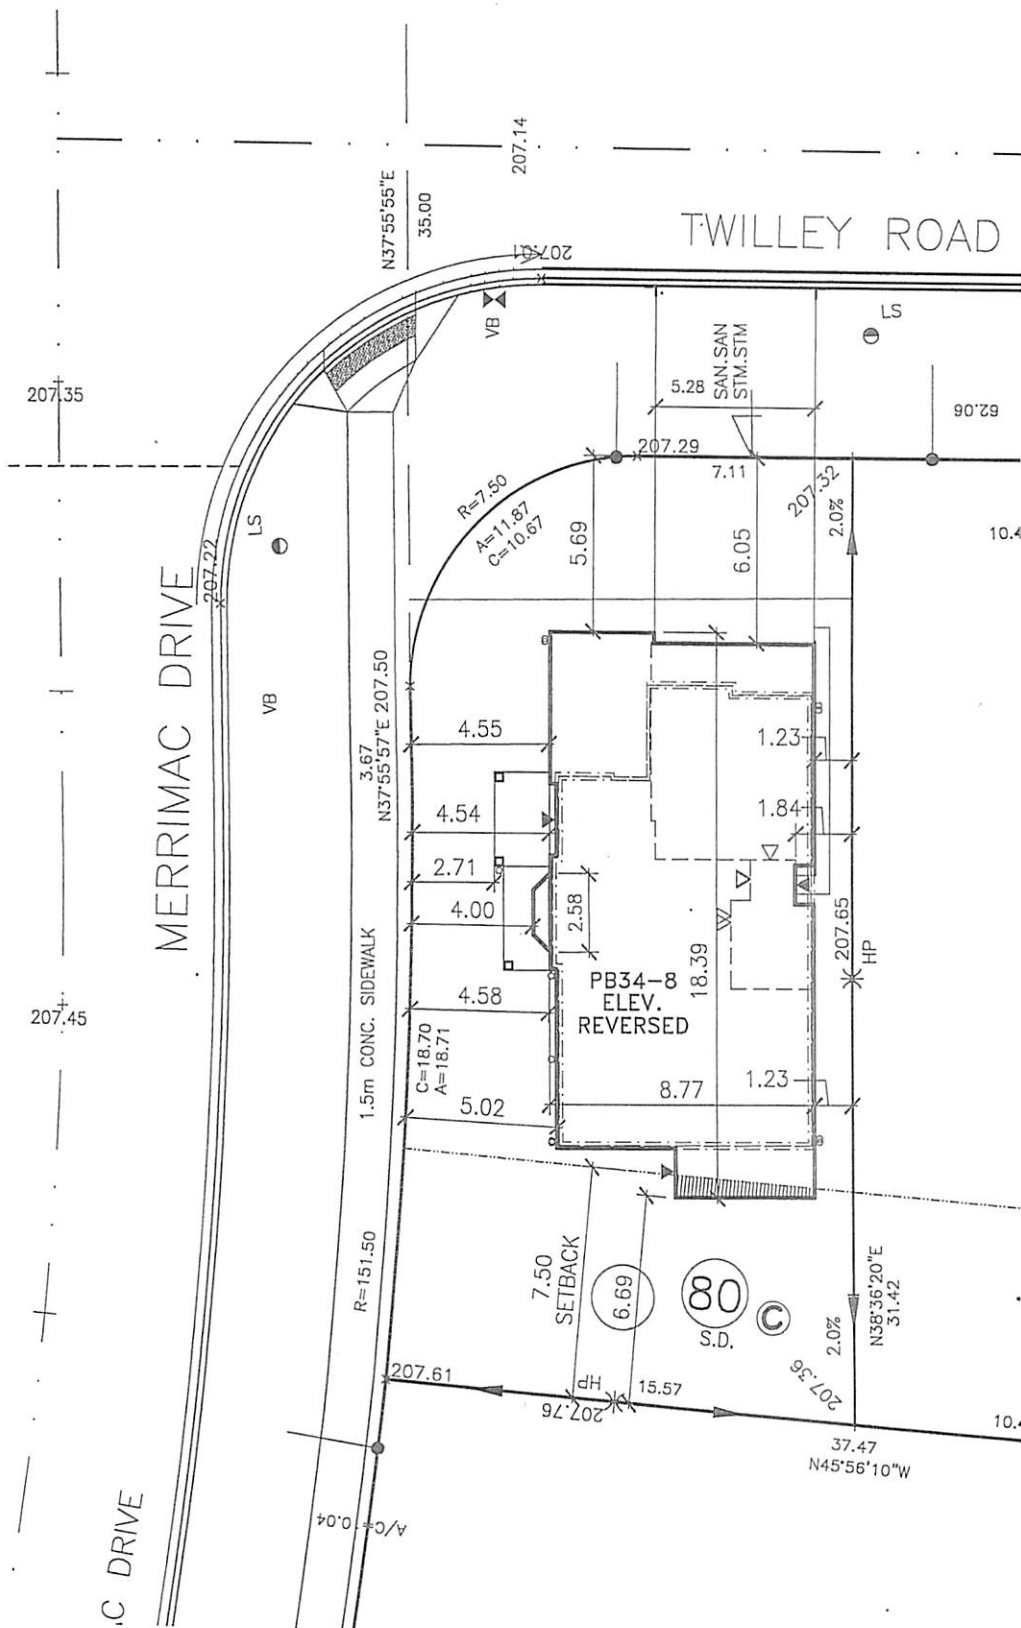 207.14
N37°55'55"E
35.00
TWILLEY ROAD
207.01
VB
LS
SAN.SAN
STM.STM
5.28
207.35
62.06
207.29
7.11
207.32
R=7.50
A=11.87
C=10.67
LS
5.69
6.05
2.0%
10.4
207.22
MERRIMAC DRIVE
VB
3.67
N37°55'57"E 207.50
4.55
1.23
4.54
1.84
2.71
4.00
2.58
18.39
207.65
HP
PB34-8
ELEV.
REVERSED
4.58
207.45
1.5m CONC. SIDEWALK
C=18.70
A=18.71
8.77
1.23
5.02
R=151.50
7.50
SETBACK
6.69
80
S.D.
C
N38°36'20"E
31.42
2.0%
207.36
207.61
HP
15.57
207.76
10.4
37.47
N45°56'10"W
A/C= 0.04
.C DRIVE